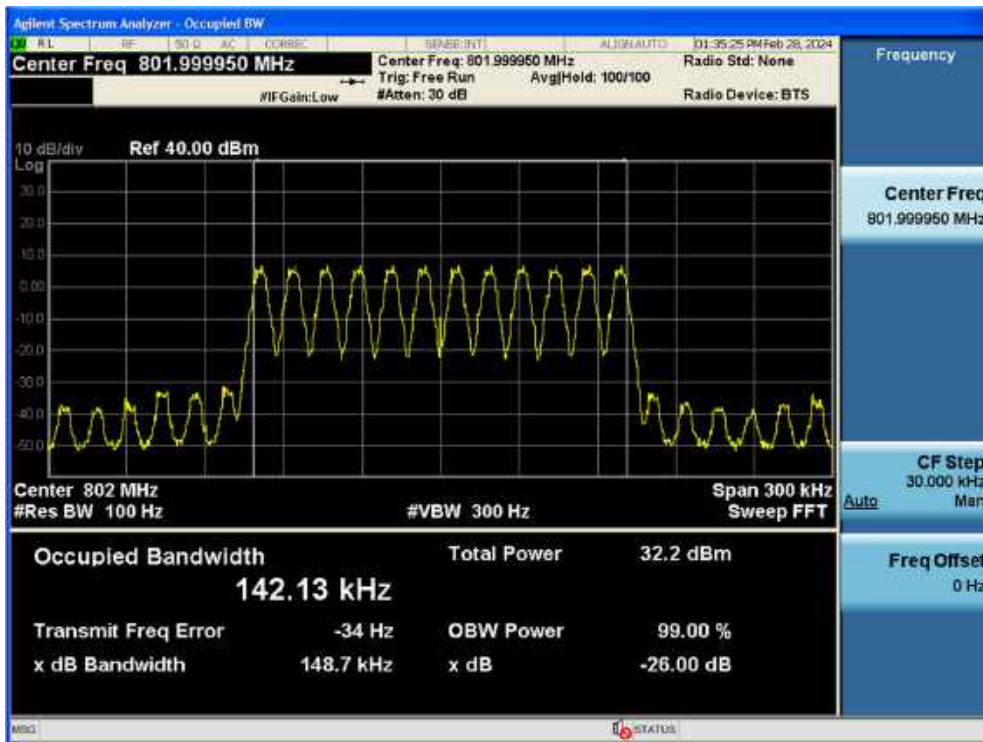 Agilent Spectrum Analyzer - Occupied BW
RL RF 50 Ω AC CORREC SENSE:INT ALIGN AUTO 01:35:25 PM Feb 28, 2024
Center Freq 801.999950 MHz
Center Freq: 801.999950 MHz
Radio Std: None
Trig: Free Run Avg|Hold: 100/100
#IFGain:Low #Atten: 30 dB Radio Device: BTS
10 dB/div Ref 40.00 dBm
Log
30.0
20.0
10.0
0.00
-10.0
-20.0
-30.0
-40.0
-50.0
Center 802 MHz Span 300 kHz
#Res BW 100 Hz #VBW 300 Hz Sweep FFT
Occupied Bandwidth Total Power 32.2 dBm
142.13 kHz
Transmit Freq Error -34 Hz OBW Power 99.00 %
x dB Bandwidth 148.7 kHz x dB -26.00 dB
MSG STATUS
Frequency
Center Freq
801.999950 MHz
CF Step
30.000 kHz
Auto Man
Freq Offset
0 Hz